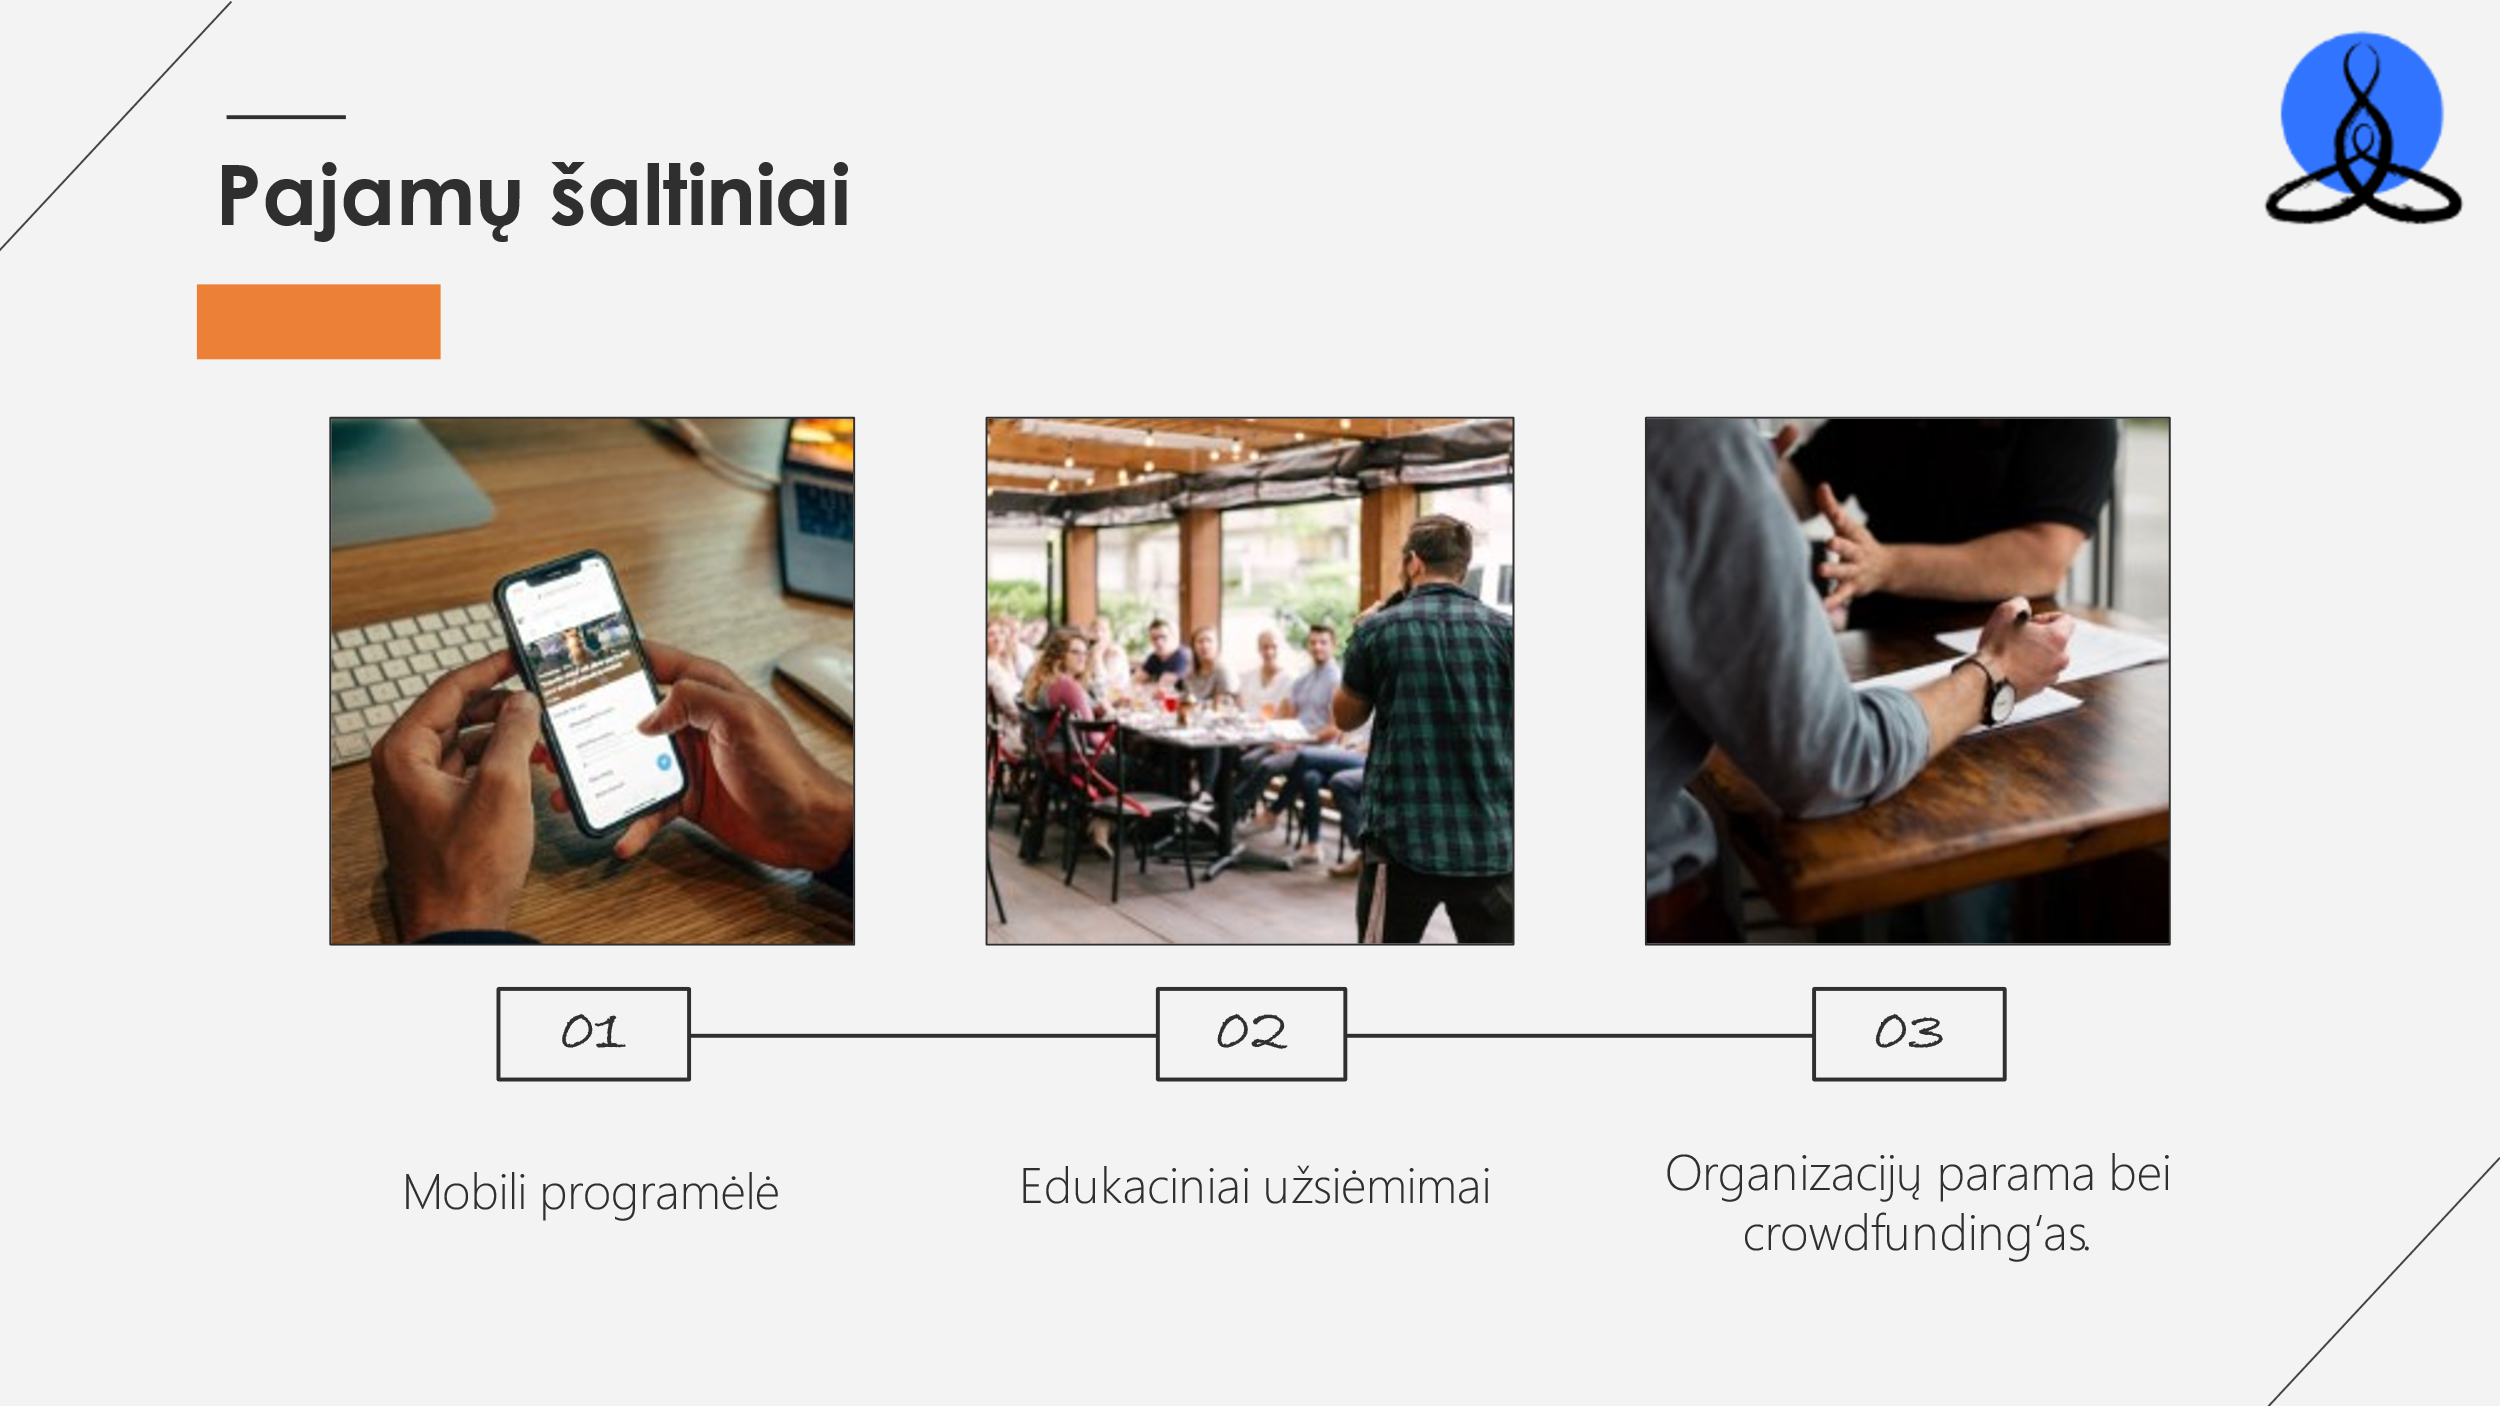 Pajamų šaltiniai
01
02
03
Mobili programėlė
Edukaciniai užsiėmimai
Organizacijų parama bei
crowdfunding‘as.